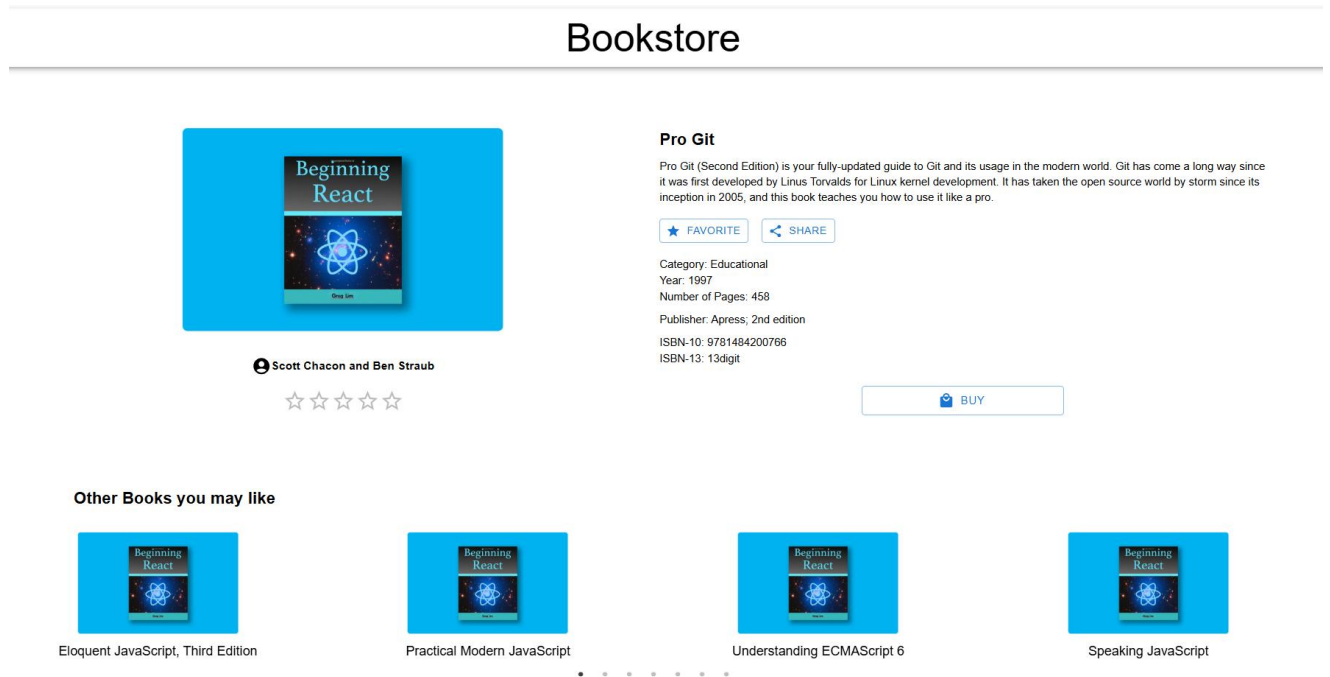 Bookstore
Beginning
React
Greg Lim
Pro Git
Pro Git (Second Edition) is your fully-updated guide to Git and its usage in the modern world. Git has come a long way since
it was first developed by Linus Torvalds for Linux kernel development. It has taken the open source world by storm since its
inception in 2005, and this book teaches you how to use it like a pro.
FAVORITE
SHARE
Category: Educational
Year: 1997
Number of Pages: 458
Publisher: Apress; 2nd edition
ISBN-10: 9781484200766
ISBN-13: 13digit
Scott Chacon and Ben Straub
BUY
Other Books you may like
Beginning
React
Beginning
React
Beginning
React
Beginning
React
Eloquent JavaScript, Third Edition
Practical Modern JavaScript
Understanding ECMAScript 6
Speaking JavaScript